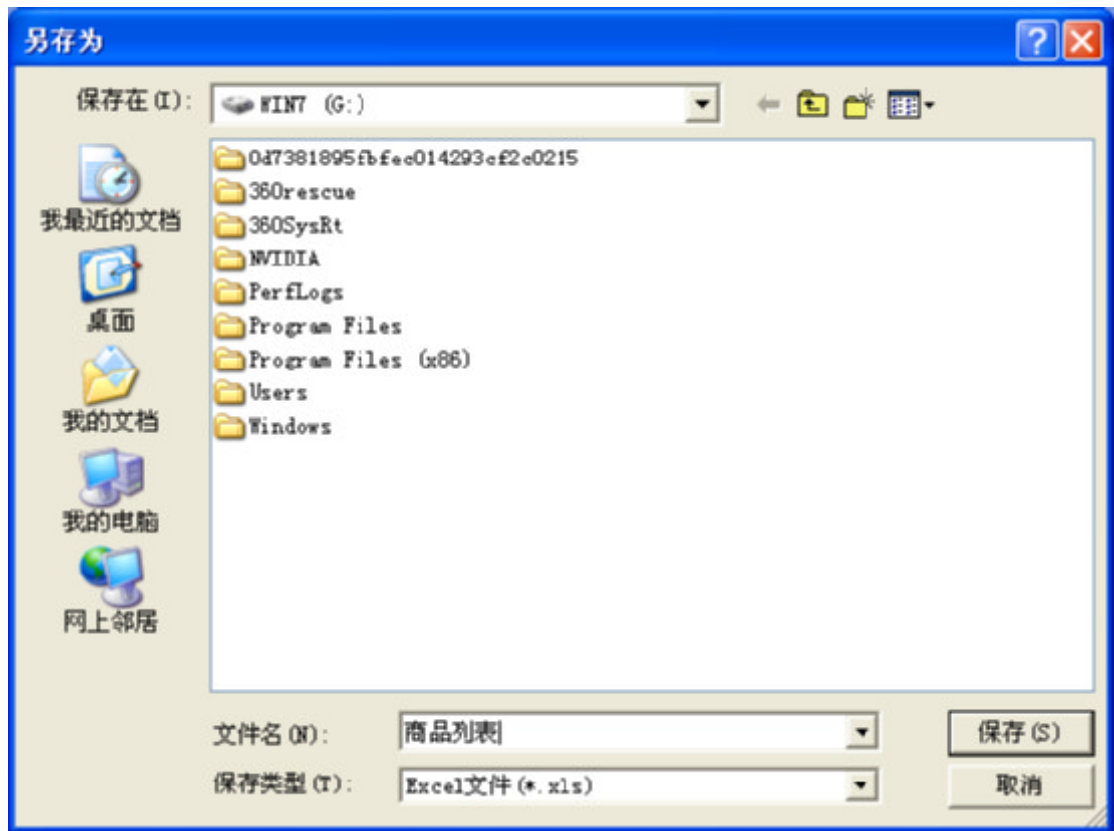 另存为
保存在(I):
WIN7 (G:)
0d7381895fbfec014293cf2c0215
360rescue
360SysRt
NVIDIA
PerfLogs
Program Files
Program Files (x86)
Users
Windows
我最近的文档
桌面
我的文档
我的电脑
网上邻居
文件名(N):
商品列表
保存(S)
保存类型(T):
Excel文件(*.xls)
取消